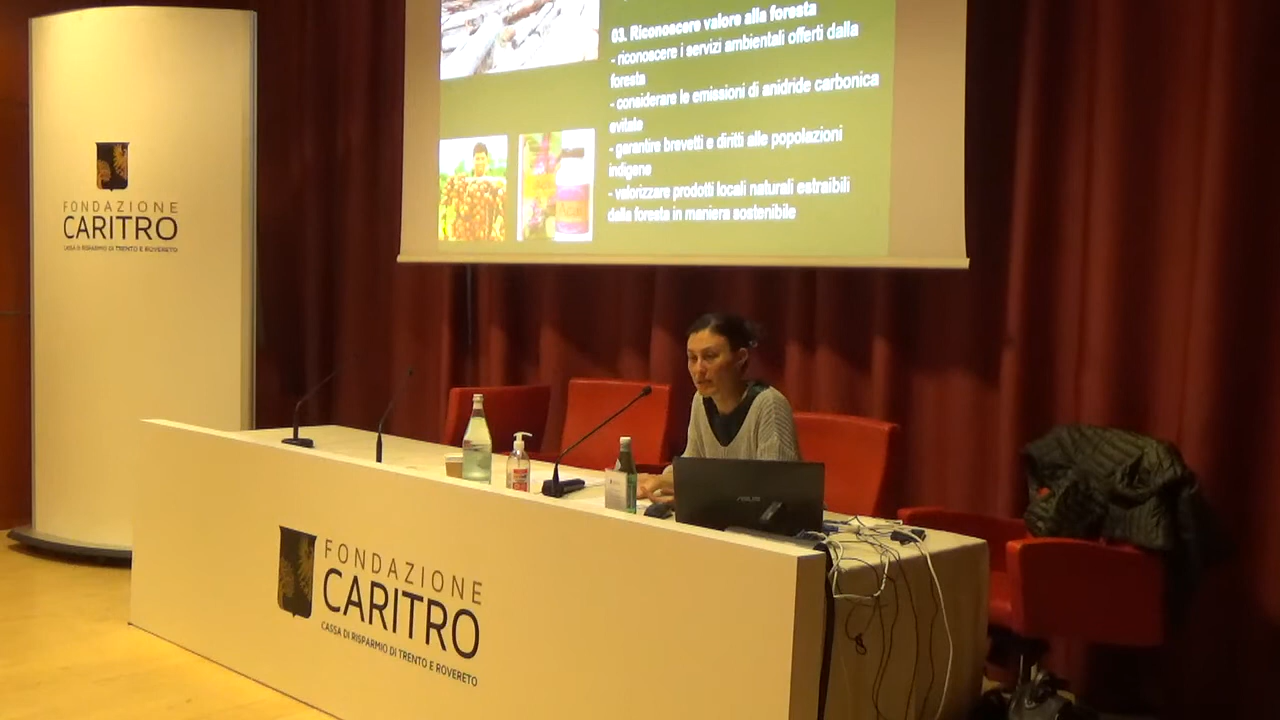 03. Riconoscere valore alla foresta
- riconoscere i servizi ambientali offerti dalla
foresta
- considerare le emissioni di anidride carbonica
evitate
- garantire brevetti e diritti alle popolazioni
indigene
- valorizzare prodotti locali naturali estraibili
dalla foresta in maniera sostenibile
FONDAZIONE
CARITRO
CASSA DI RISPARMIO DI TRENTO E ROVERETO
FONDAZIONE
CARITRO
CASSA DI RISPARMIO DI TRENTO E ROVERETO
ASUS